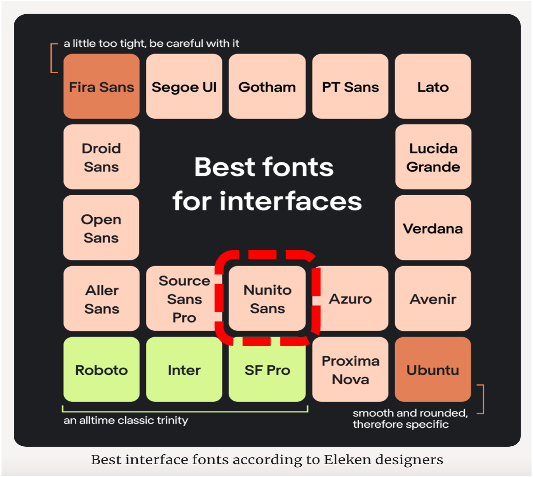 a little too tight, be careful with it
Fira Sans
Segoe UI
Gotham
PT Sans
Lato
Droid
Sans
Best fonts
for interfaces
Lucida
Grande
Open
Sans
Verdana
Aller
Sans
Source
Sans
Pro
Nunito
Sans
Azuro
Avenir
Roboto
Inter
SF Pro
Proxima
Nova
Ubuntu
an alltime classic trinity
smooth and rounded,
therefore specific
Best interface fonts according to Eleken designers